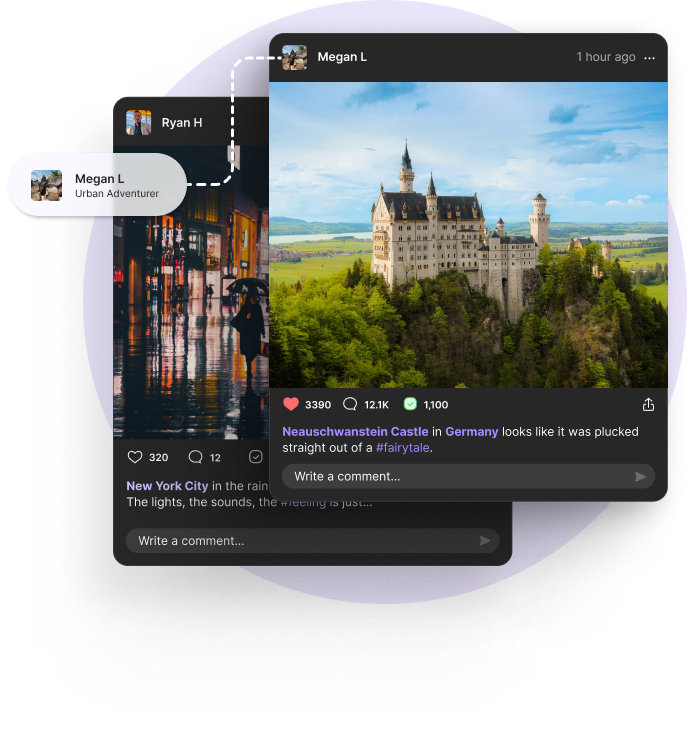 Megan L
1 hour ago
Ryan H
Megan L
Urban Adventurer
3390
12.1K
1,100
Neauschwanstein Castle in Germany looks like it was plucked
straight out of a #fairytale.
Write a comment...
320
12
New York City in the rain
The lights, the sounds, the #feeling is just...
Write a comment...